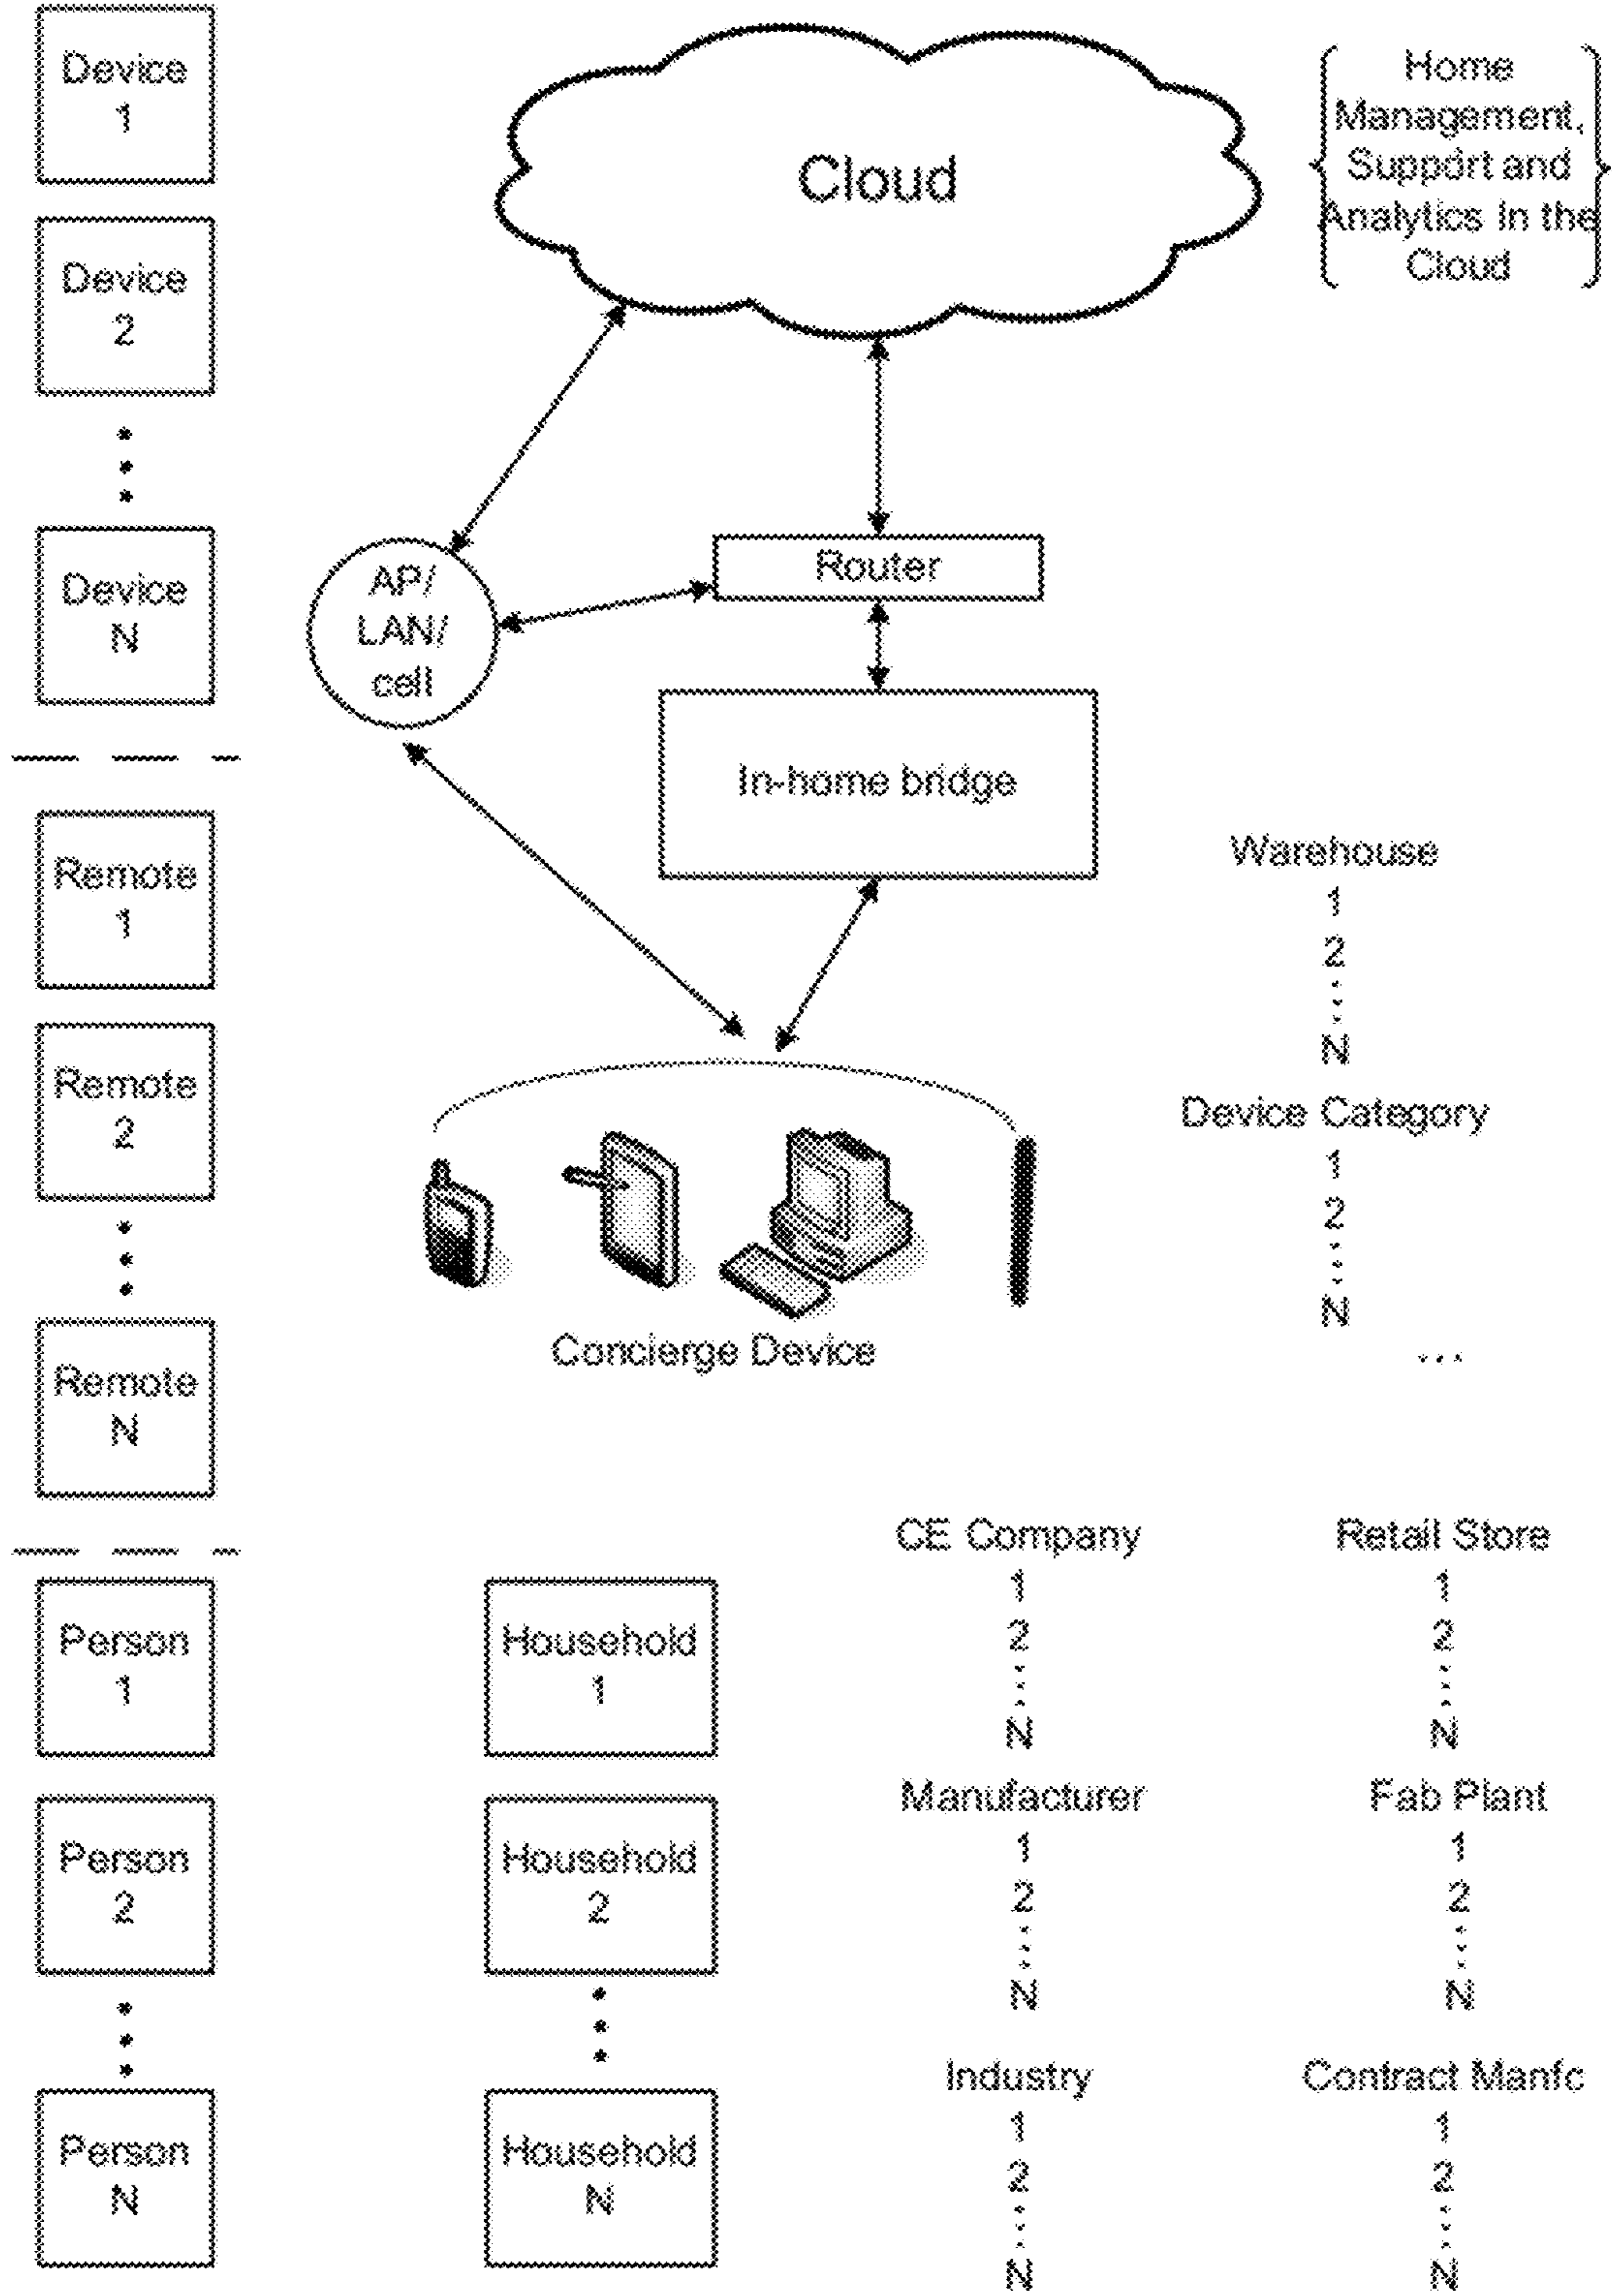 Device
1
Device
2
Device
N
Remote
1
Remote
2
Remote
N
Person
1
Person
2
Person
N
Cloud
Home
Management,
Support and
Analytics In the
Cloud
AP/
LAN/
cell
Router
In-home bridge
Concierge Device
Warehouse
1
2
N
Device Category
1
2
N
...
Household
1
Household
2
Household
N
CE Company
1
2
N
Retail Store
1
2
N
Manufacturer
1
2
N
Fab Plant
1
2
N
Industry
1
2
N
Contract Manfc
1
2
N